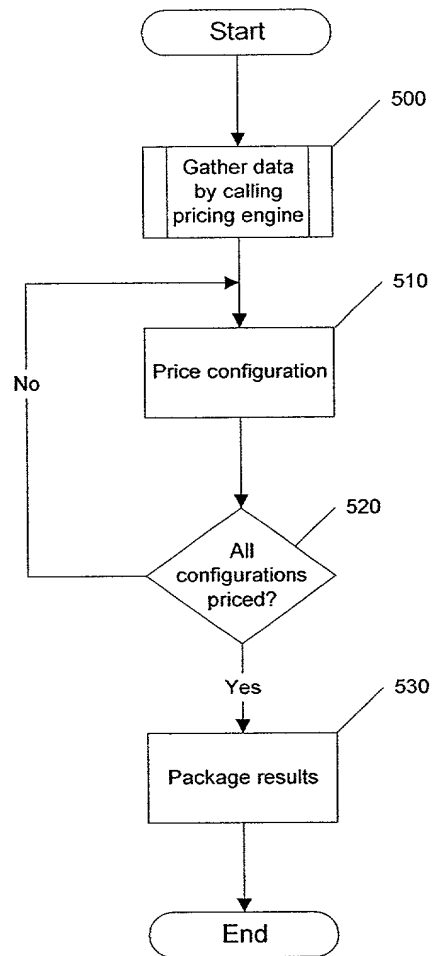 Start
500
Gather data
by calling
pricing engine
510
Price configuration
No
520
All
configurations
priced?
Yes
530
Package results
End